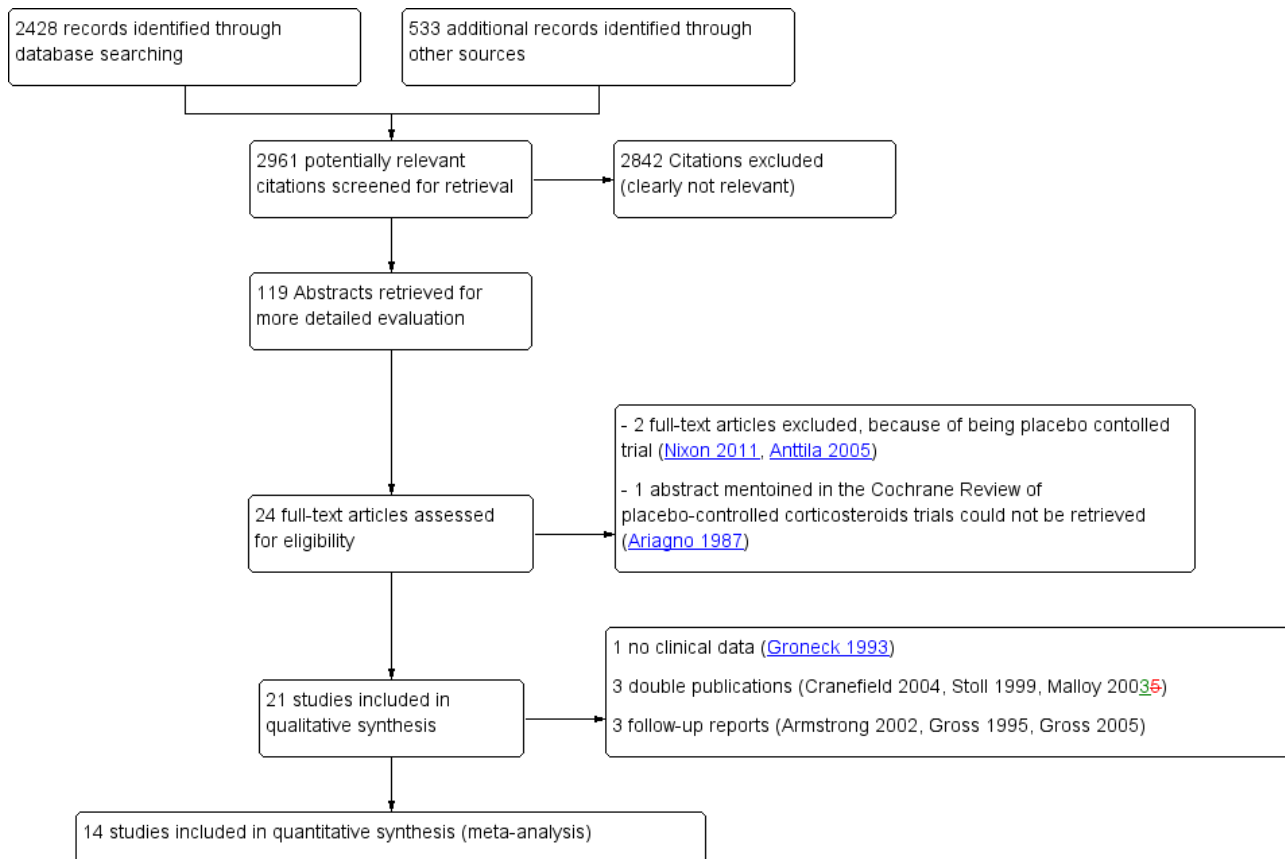 2428 records identified through
database searching
533 additional records identified through
other sources
2961 potentially relevant
citations screened for retrieval
2842 Citations excluded
(clearly not relevant)
119 Abstracts retrieved for
more detailed evaluation
- 2 full-text articles excluded, because of being placebo contolled
trial (Nixon 2011, Anttila 2005)
- 1 abstract mentoined in the Cochrane Review of
placebo-controlled corticosteroids trials could not be retrieved
(Ariagno 1987)
24 full-text articles assessed
for eligibility
1 no clinical data (Groneck 1993)
3 double publications (Cranefield 2004, Stoll 1999, Malloy 20035)
3 follow-up reports (Armstrong 2002, Gross 1995, Gross 2005)
21 studies included in
qualitative synthesis
14 studies included in quantitative synthesis (meta-analysis)